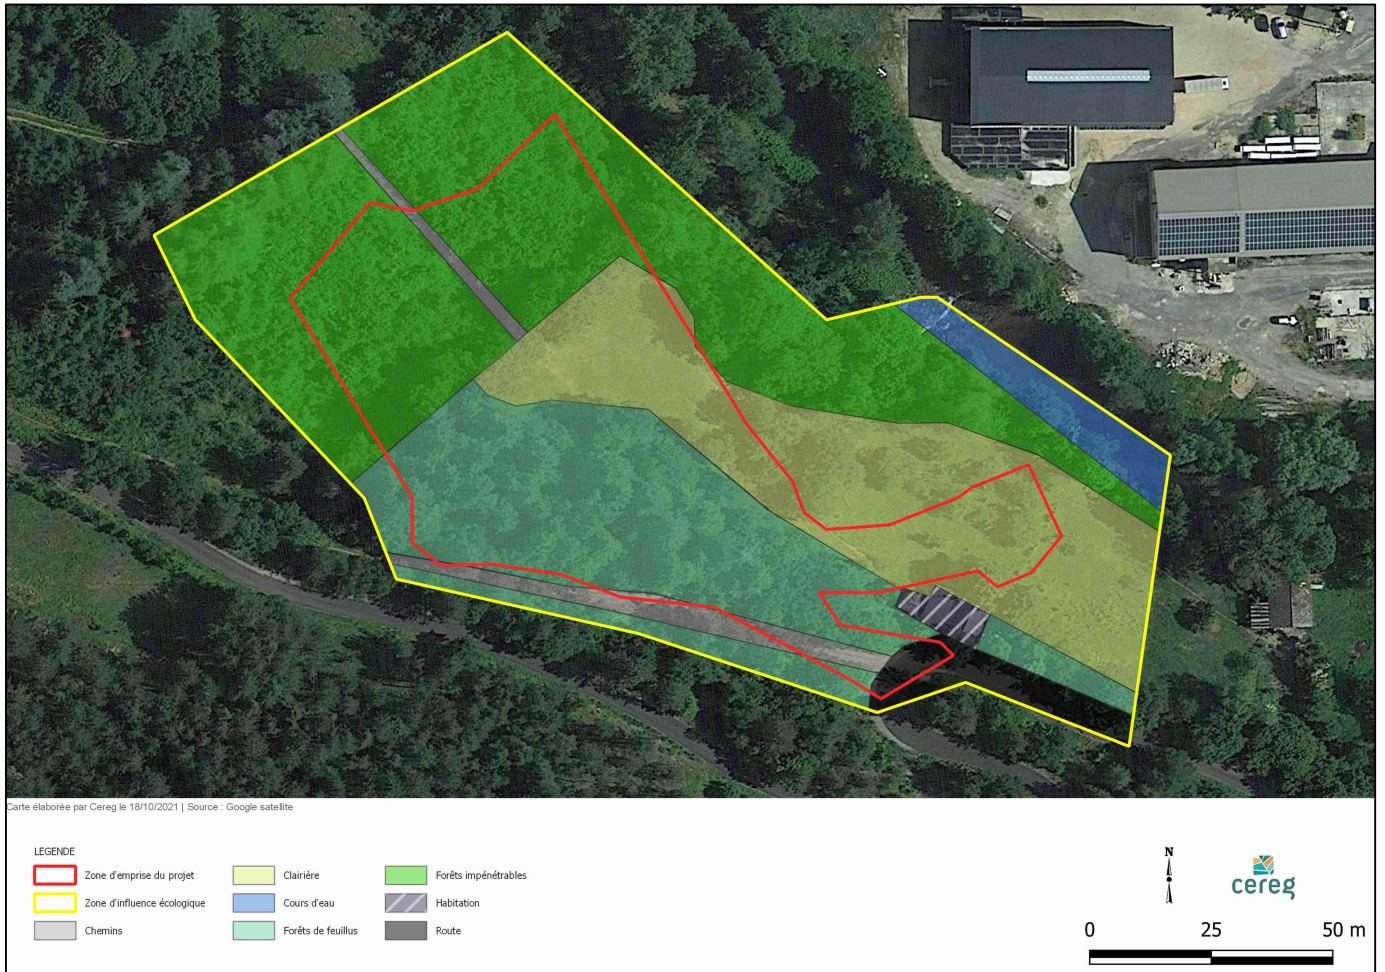 Carte élaborée par Cereg le 18/10/2021 | Source : Google satellite
LEGENDE
Zone d'emprise du projet
Zone d'influence écologique
Chemins
Clairière
Cours d'eau
Forêts de feuillus
Forêts impénétrables
Habitation
Route
N
cereg
0 25 50 m